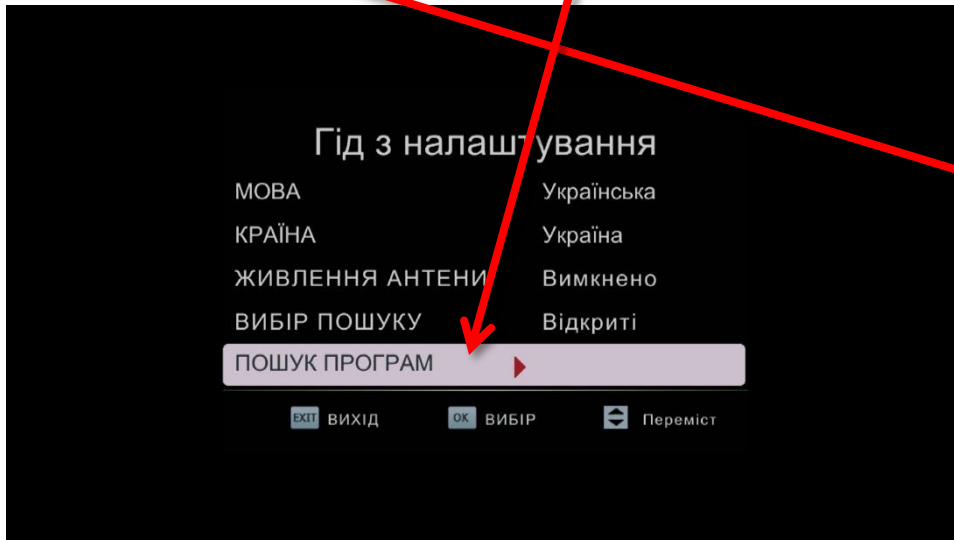 Гід з налаштування
МОВА Українська
КРАЇНА Україна
ЖИВЛЕННЯ АНТЕНИ Вимкнено
ВИБІР ПОШУКУ Відкриті
ПОШУК ПРОГРАМ
EXIT ВИХІД OK ВИБІР Переміст